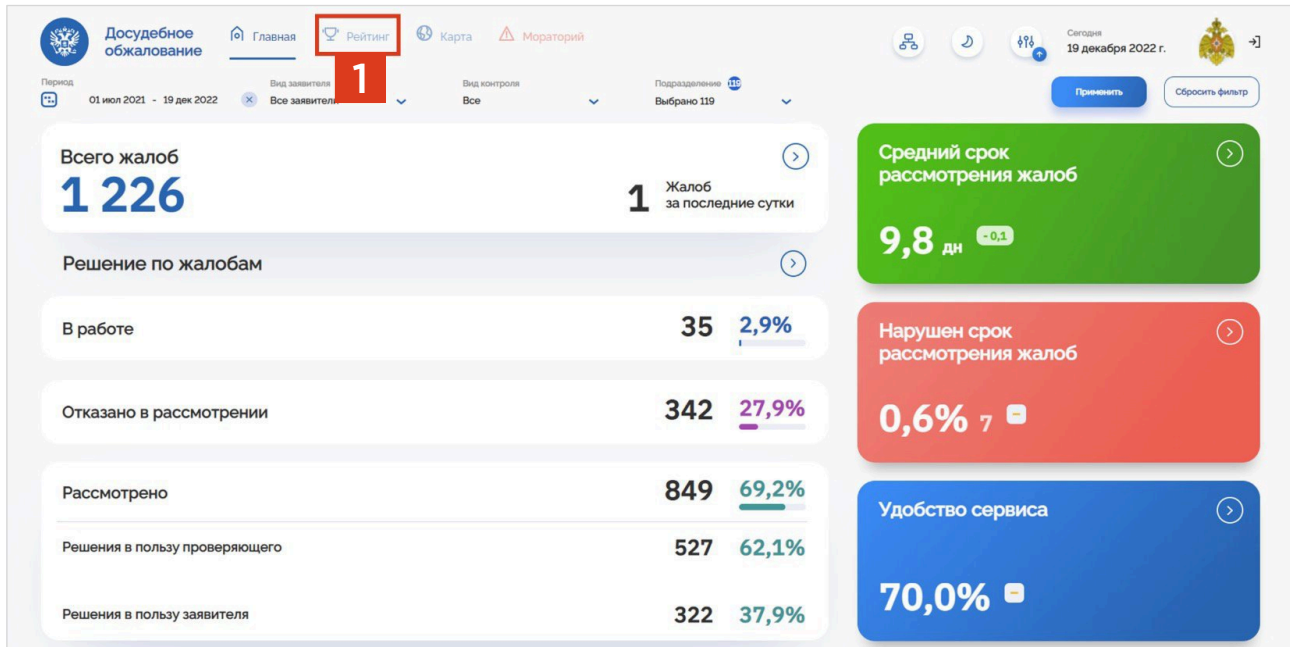 Досудебное
обжалование
Главная
Рейтинг
Карта
Мораторий
Сегодня
19 декабря 2022 г.
1
Период
01 июл 2021 - 19 дек 2022
Вид заявителя
Все заявители
Вид контроля
Все
Подразделение 119
Выбрано 119
Применить
Сбросить фильтр
Всего жалоб
1 226
1 Жалоб
за последние сутки
Решение по жалобам
В работе 35 2,9%
Отказано в рассмотрении 342 27,9%
Рассмотрено 849 69,2%
Решения в пользу проверяющего 527 62,1%
Решения в пользу заявителя 322 37,9%
Средний срок
рассмотрения жалоб
9,8 дн -0,1
Нарушен срок
рассмотрения жалоб
0,6% 7 –
Удобство сервиса
70,0% –